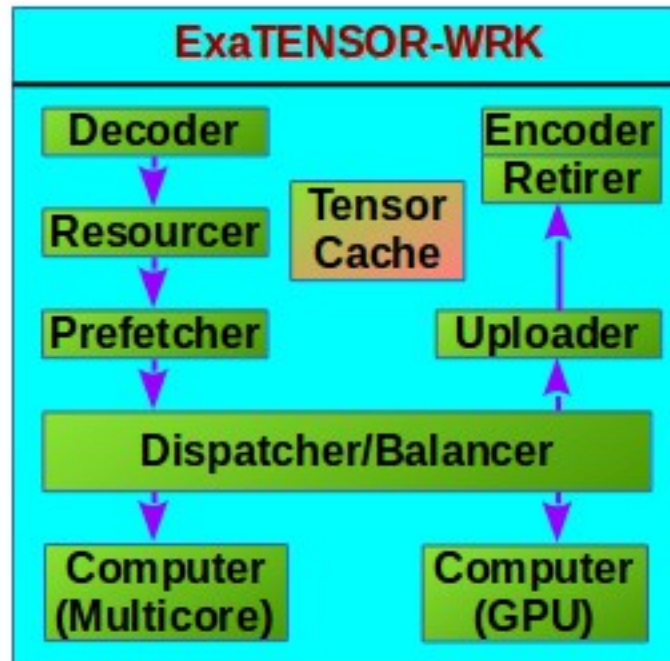 ExaTENSOR-WRK
Decoder
Resourcer
Prefetcher
Tensor
Cache
Encoder
Retirer
Uploader
Dispatcher/Balancer
Computer
(Multicore)
Computer
(GPU)